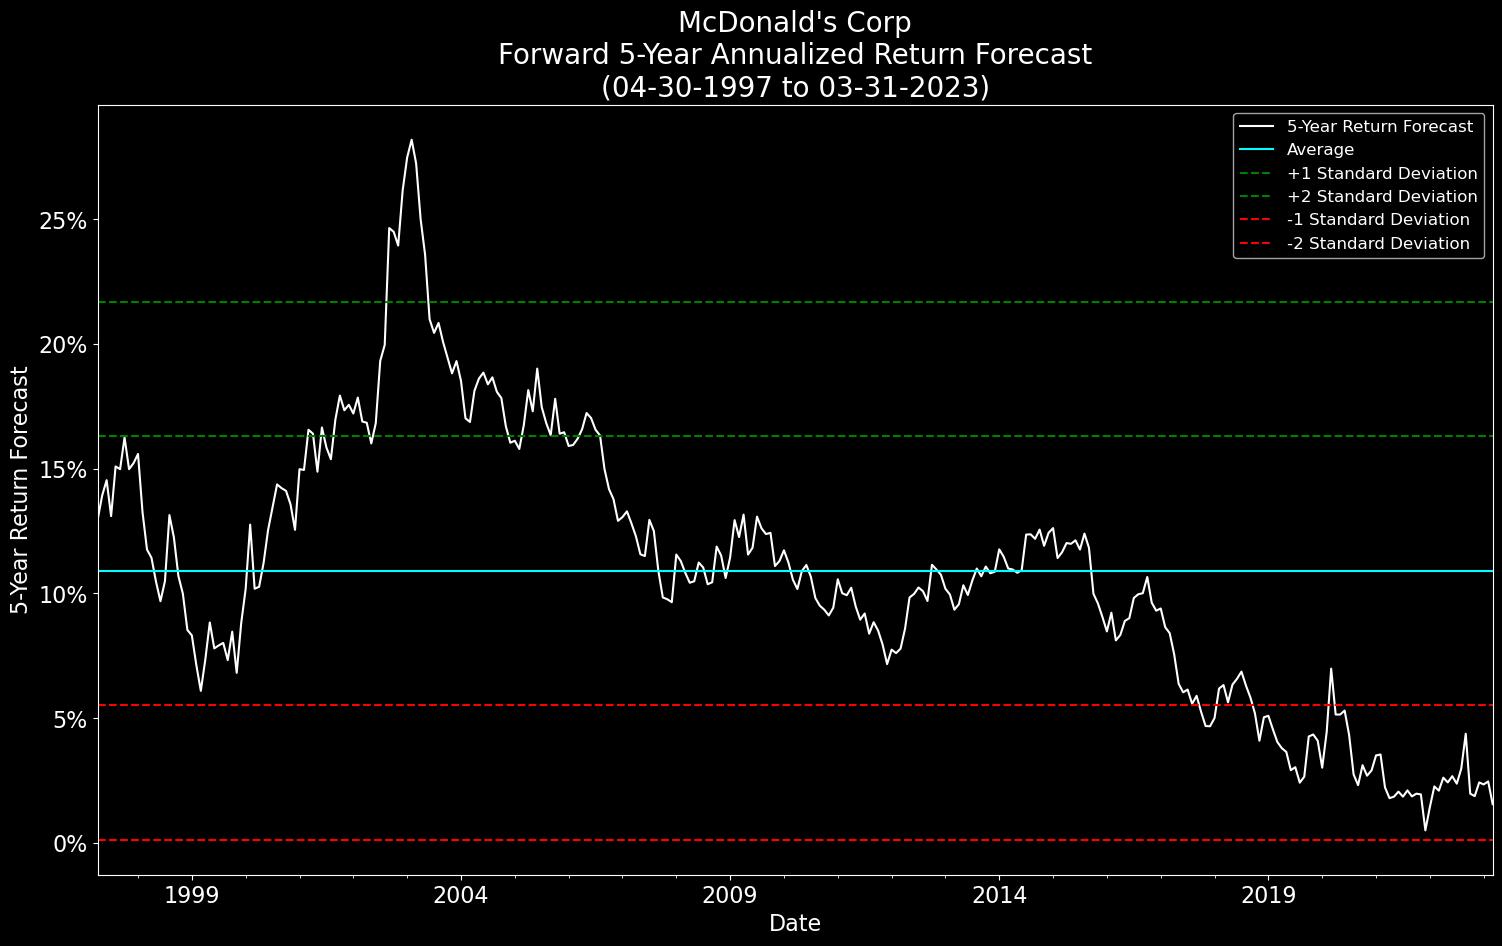 McDonald's Corp
Forward 5-Year Annualized Return Forecast
(04-30-1997 to 03-31-2023)
5-Year Return Forecast
Average
+1 Standard Deviation
+2 Standard Deviation
-1 Standard Deviation
-2 Standard Deviation
5-Year Return Forecast
25%
20%
15%
10%
5%
0%
1999 2004 2009 2014 2019
Date